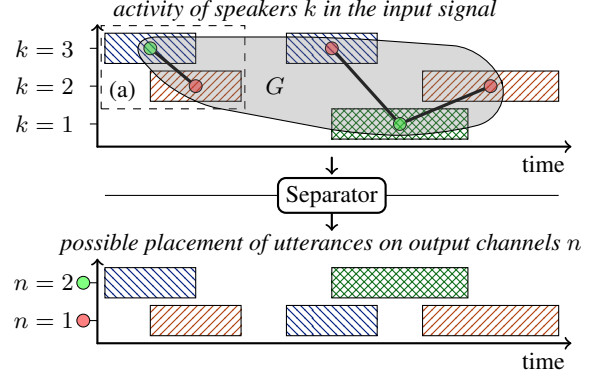 activity of speakers k in the input signal
k = 3
k = 2
(a)
G
k = 1
time
Separator
possible placement of utterances on output channels n
n = 2
n = 1
time